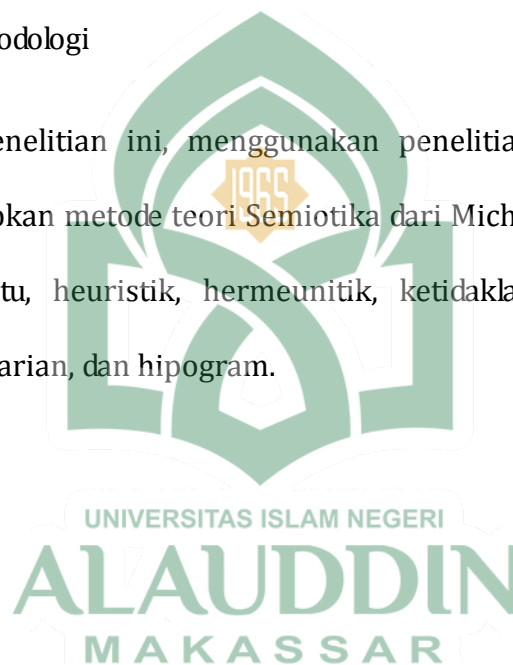 odologi
enelitian ini, menggunakan penelitia
pkan metode teori Semiotika dari Mich
1965
tu, heuristik, hermeunitik, ketidakla
arian, dan hipogram.
UNIVERSITAS ISLAM NEGERI
ALAUDDIN
MAKASSAR